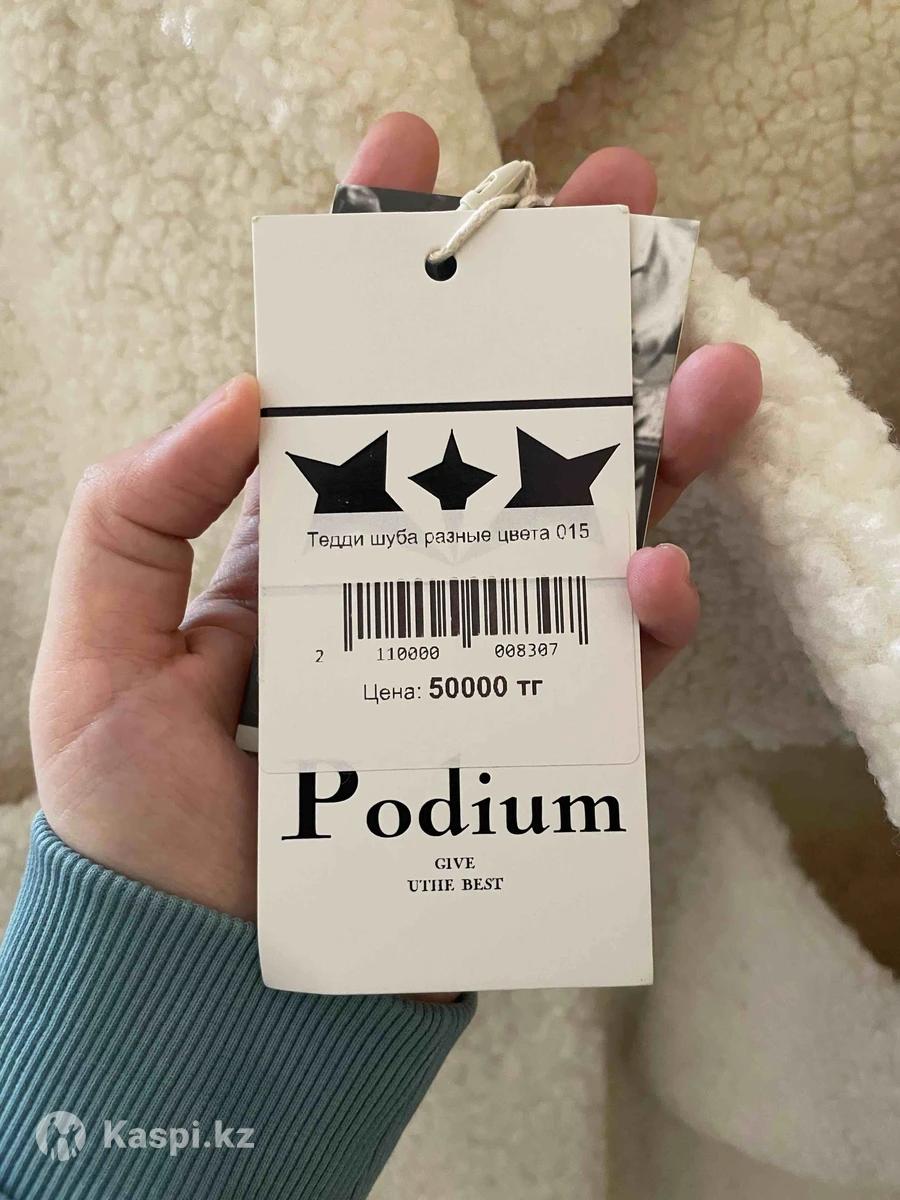 Тедди шуба разные цвета 015
2 110000 008307
Цена: 50000 тг
Podium
GIVE
UTHE BEST
Kaspi.kz